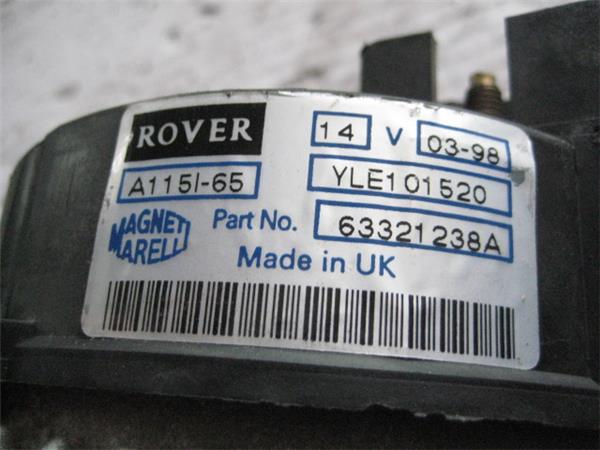 ROVER 14 V 03-98
A115I-65 YLE101520
MAGNETI MARELLI Part No. 63321238A
Made in UK